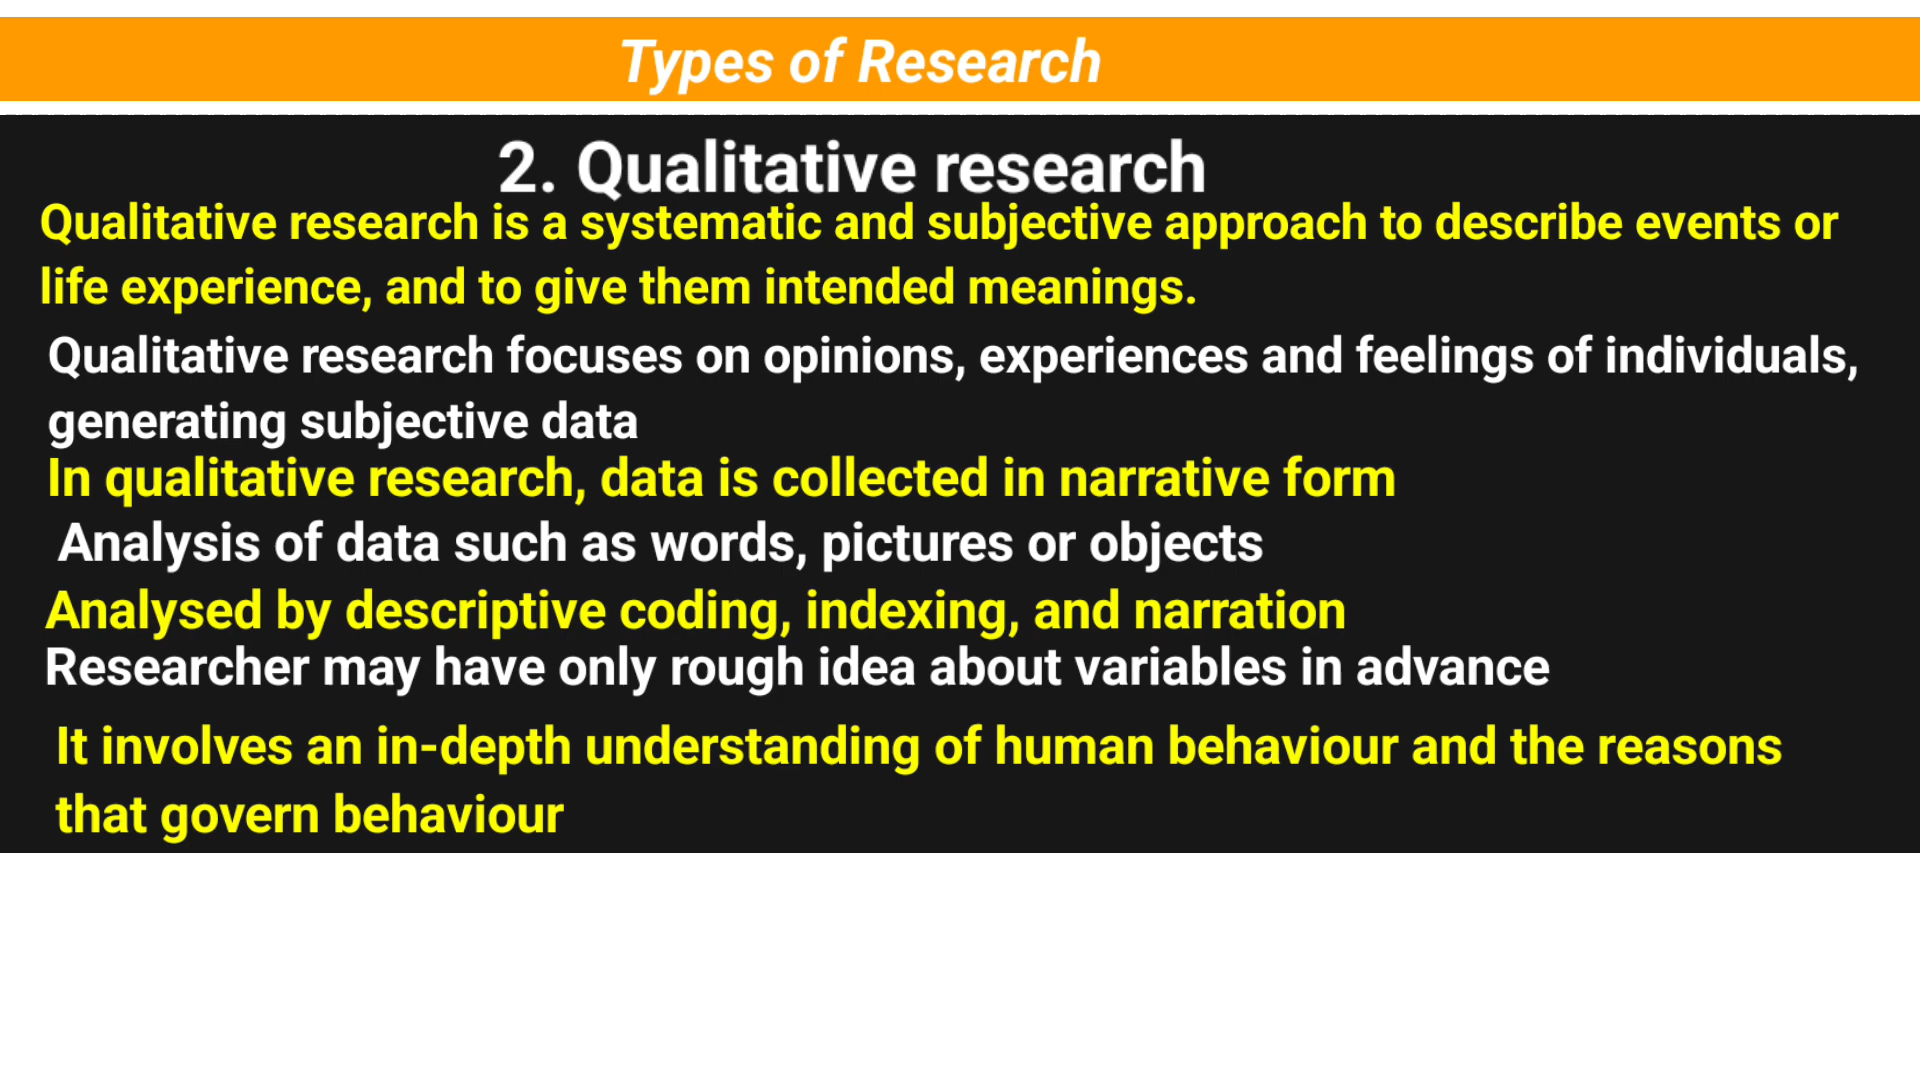 Types of Research
2. Qualitative research
Qualitative research is a systematic and subjective approach to describe events or
life experience, and to give them intended meanings.
Qualitative research focuses on opinions, experiences and feelings of individuals,
generating subjective data
In qualitative research, data is collected in narrative form
Analysis of data such as words, pictures or objects
Analysed by descriptive coding, indexing, and narration
Researcher may have only rough idea about variables in advance
It involves an in-depth understanding of human behaviour and the reasons
that govern behaviour